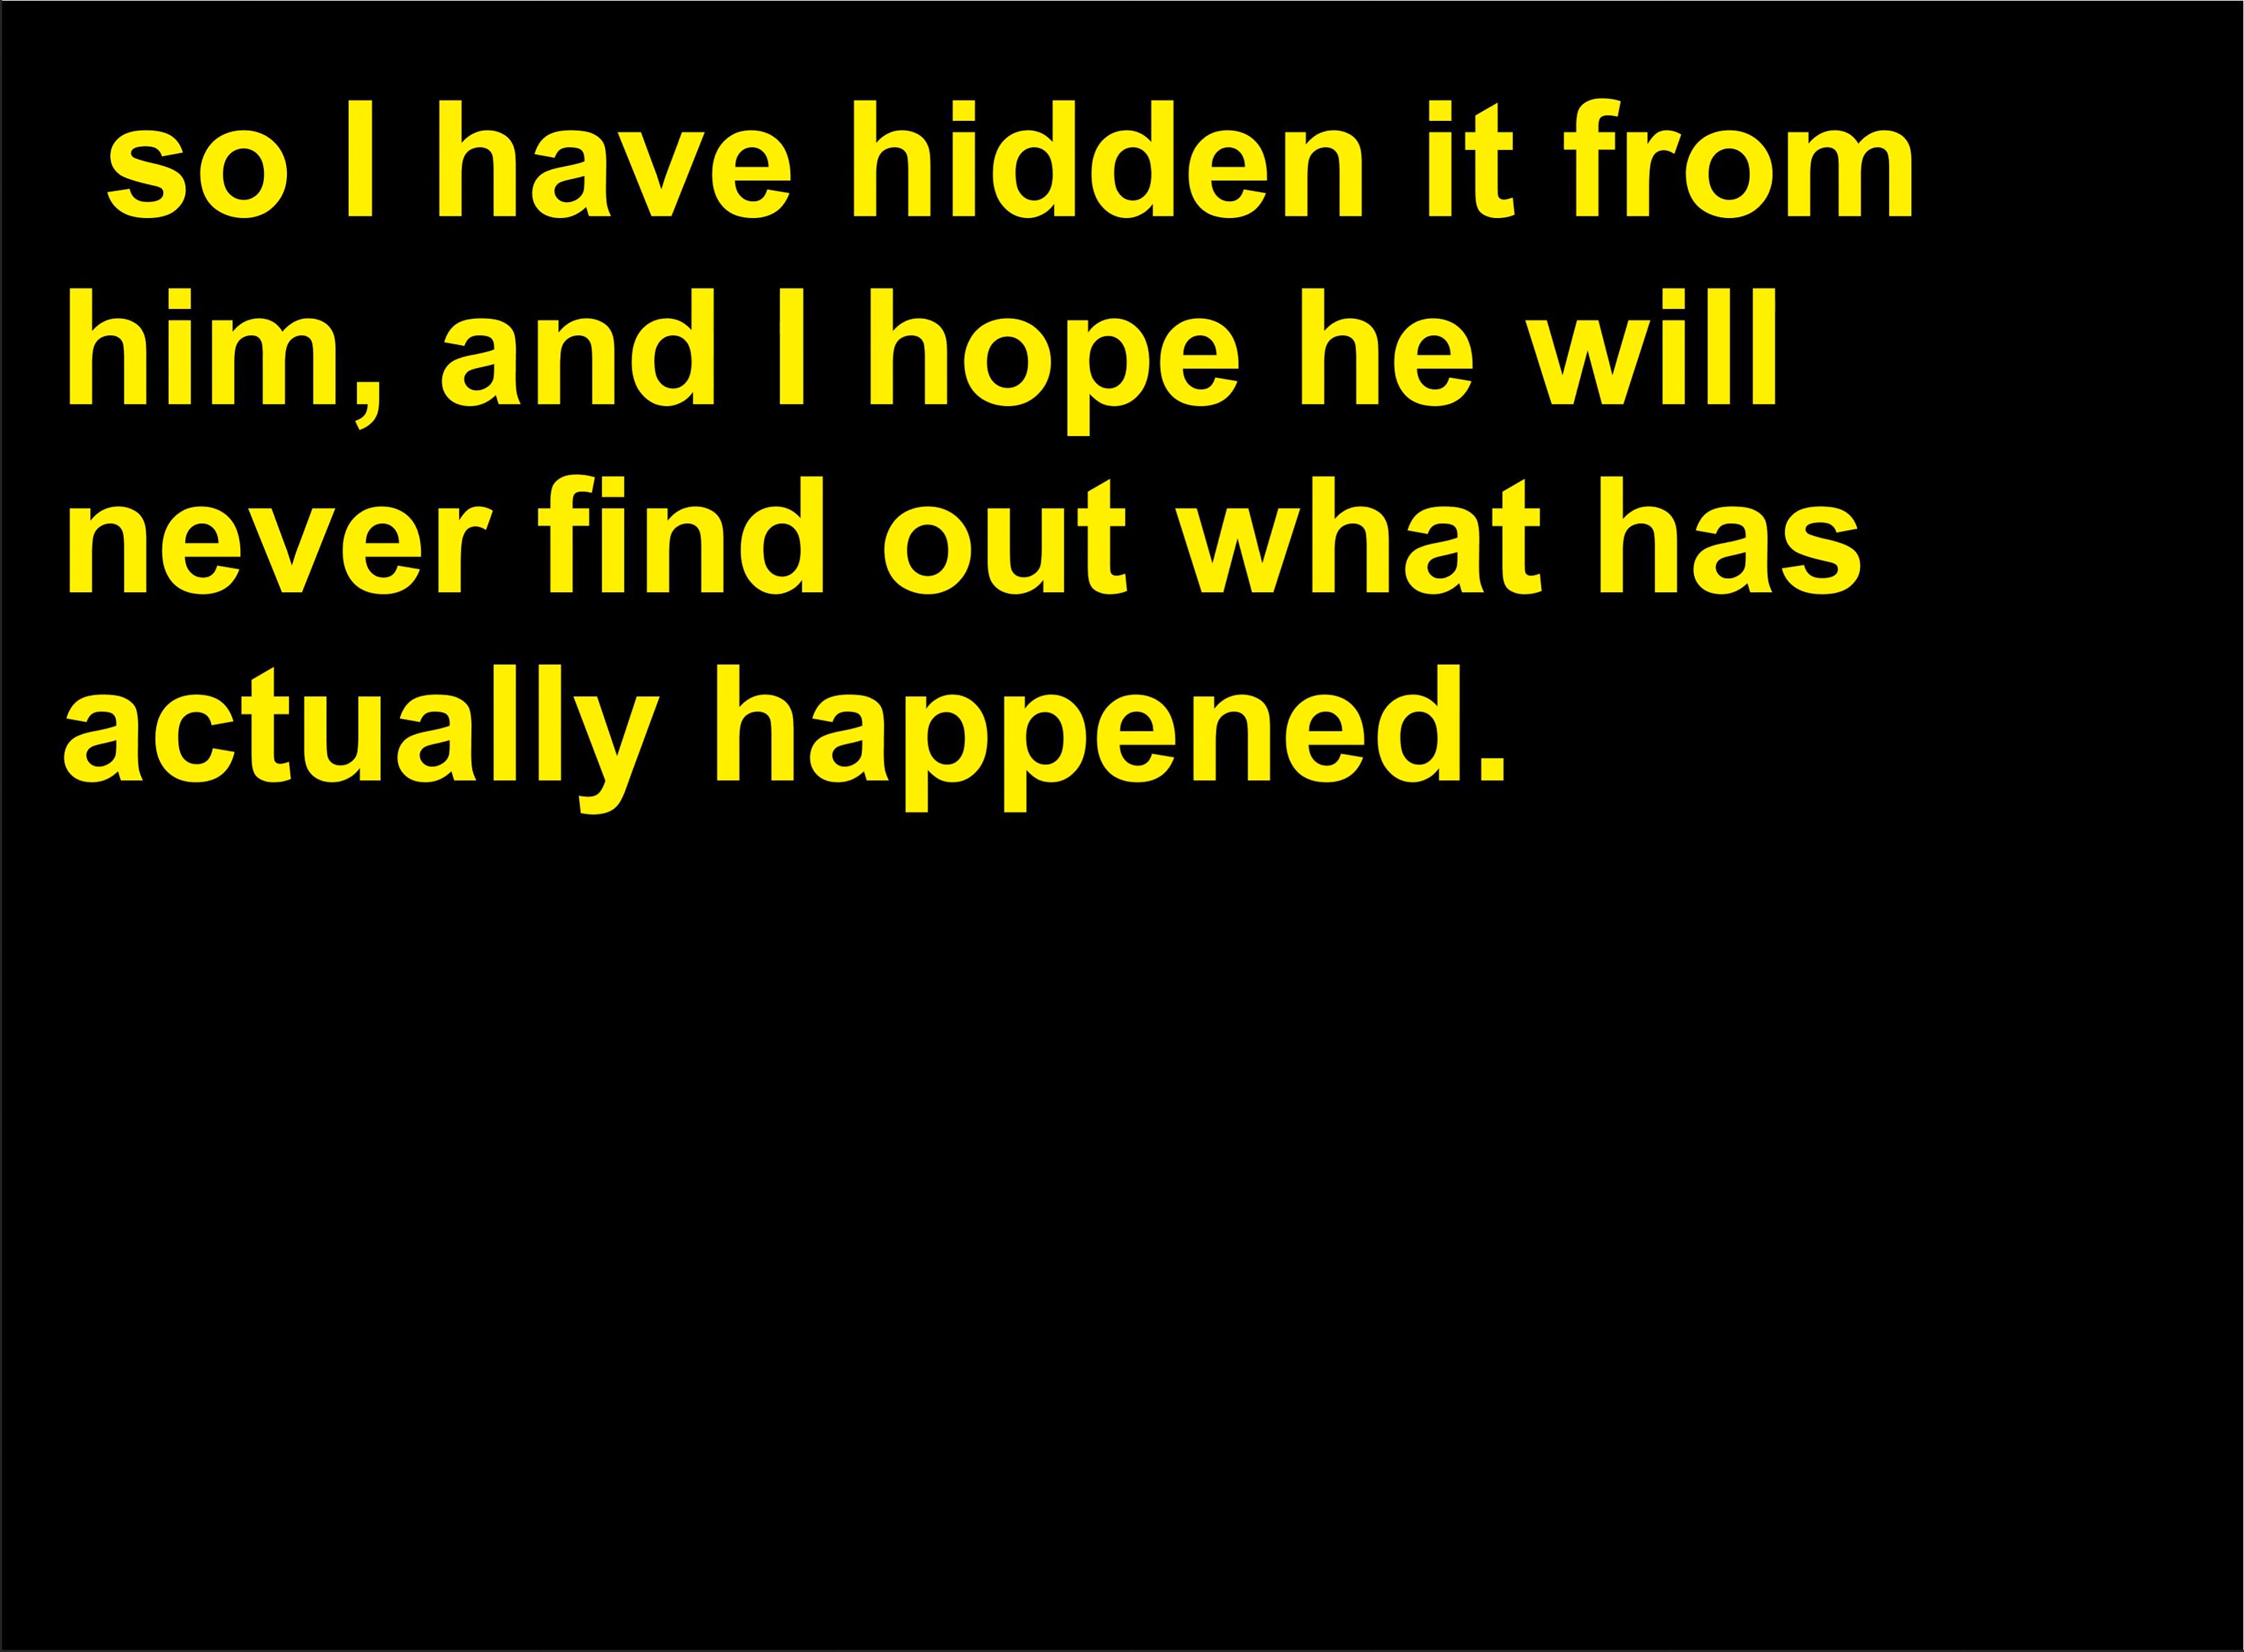 so I have hidden it from
him, and I hope he will
never find out what has
actually happened.